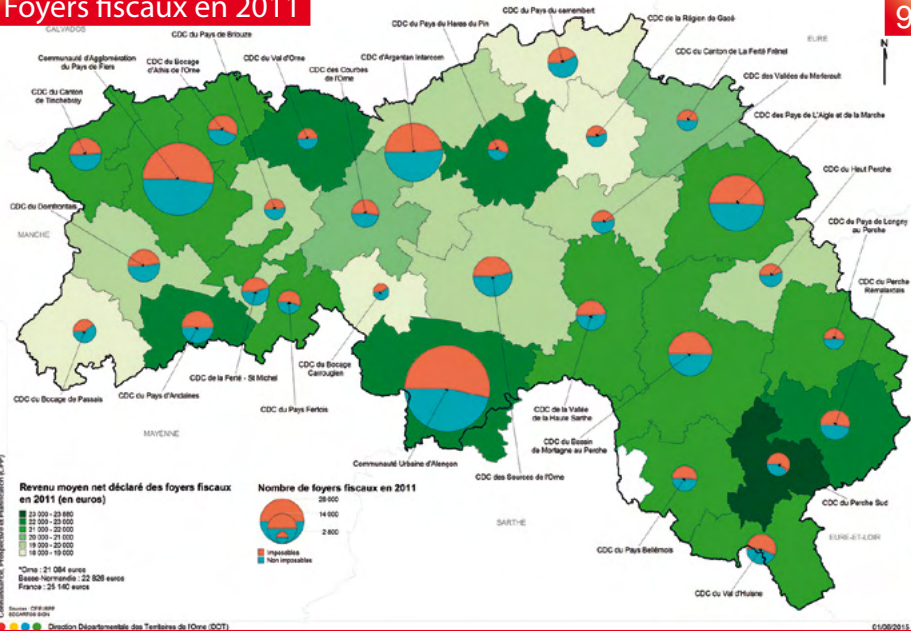 Foyers fiscaux en 2011
9
CALVADOS
EURE
N
CDC du Pays du camembert
CDC du Pays du Haras du Pin
CDC de la Région de Gacé
CDC du Pays de Briouze
CDC du Canton de La Ferté Frênel
Communauté d'Agglomération
du Pays de Flers
CDC du Bocage
d'Athis de l'Orne
CDC du Val d'Orne
CDC des Courbes
de l'Orne
CDC d'Argentan Intercom
CDC des Vallées du Merlerault
CDC du Canton
de Tinchebray
CDC des Pays de L'Aigle et de la Marche
CDC du Haut Perche
CDC du Domfrontais
CDC du Pays de Longny
au Perche
MANCHE
CDC du Perche
Rémalardais
CDC du Bocage de Passais
CDC du Pays d'Andaines
CDC de la Ferté - St Michel
CDC du Pays Fertois
CDC du Bocage
Carrougien
MAYENNE
Communauté Urbaine d'Alençon
CDC de la Vallée
de la Haute Sarthe
CDC du Bassin
de Mortagne au Perche
CDC des Sources de l'Orne
SARTHE
CDC du Perche Sud
EURE-ET-LOIR
CDC du Pays Bellêmois
CDC du Val d'Huisne
Revenu moyen net déclaré des foyers fiscaux
en 2011 (en euros)
23 000 - 23 880
22 000 - 23 000
21 000 - 22 000
20 000 - 21 000
19 000 - 20 000
18 000 - 19 000
*Orne : 21 084 euros
Basse-Normandie : 22 826 euros
France : 25 140 euros
Nombre de foyers fiscaux en 2011
28 000
14 000
2 800
Imposables
Non imposables
Connaissance, Prospective et Planification (CPP)
Direction Départementale des Territoires de l'Orne (DDT)
01/06/2015